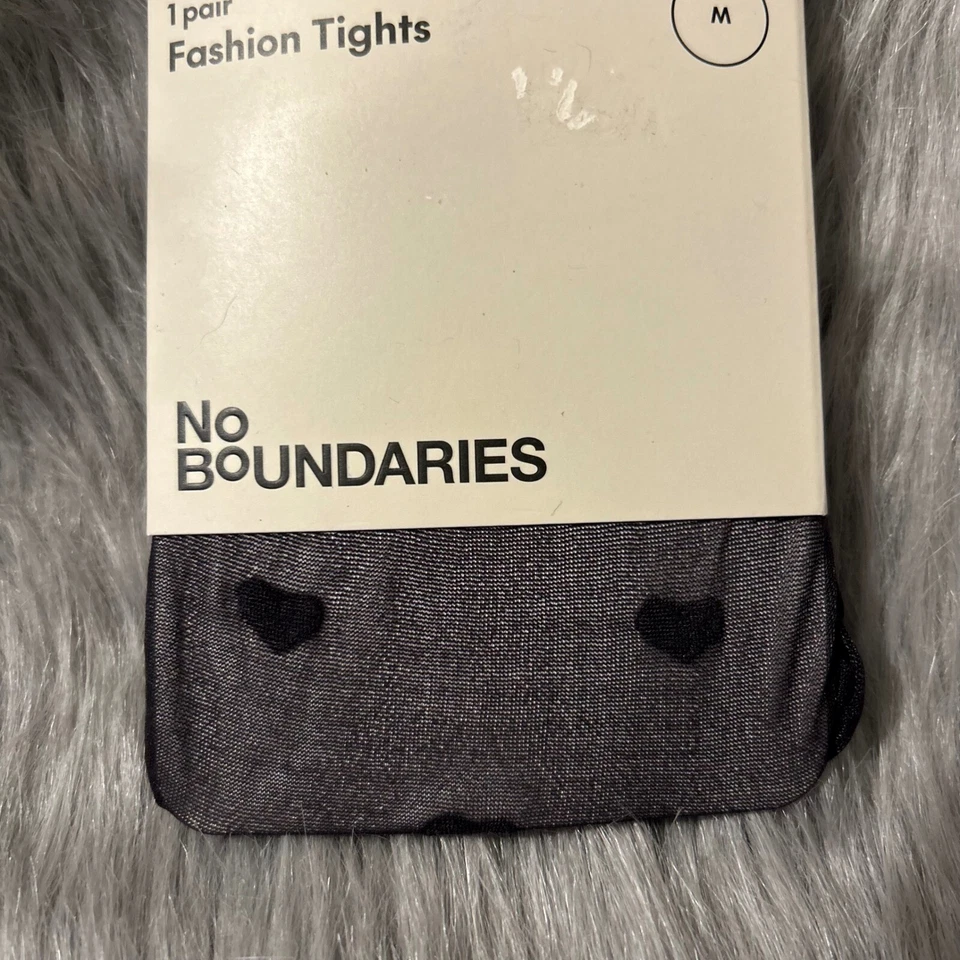 1 pair
Fashion Tights
M
No
BoUNDARIES